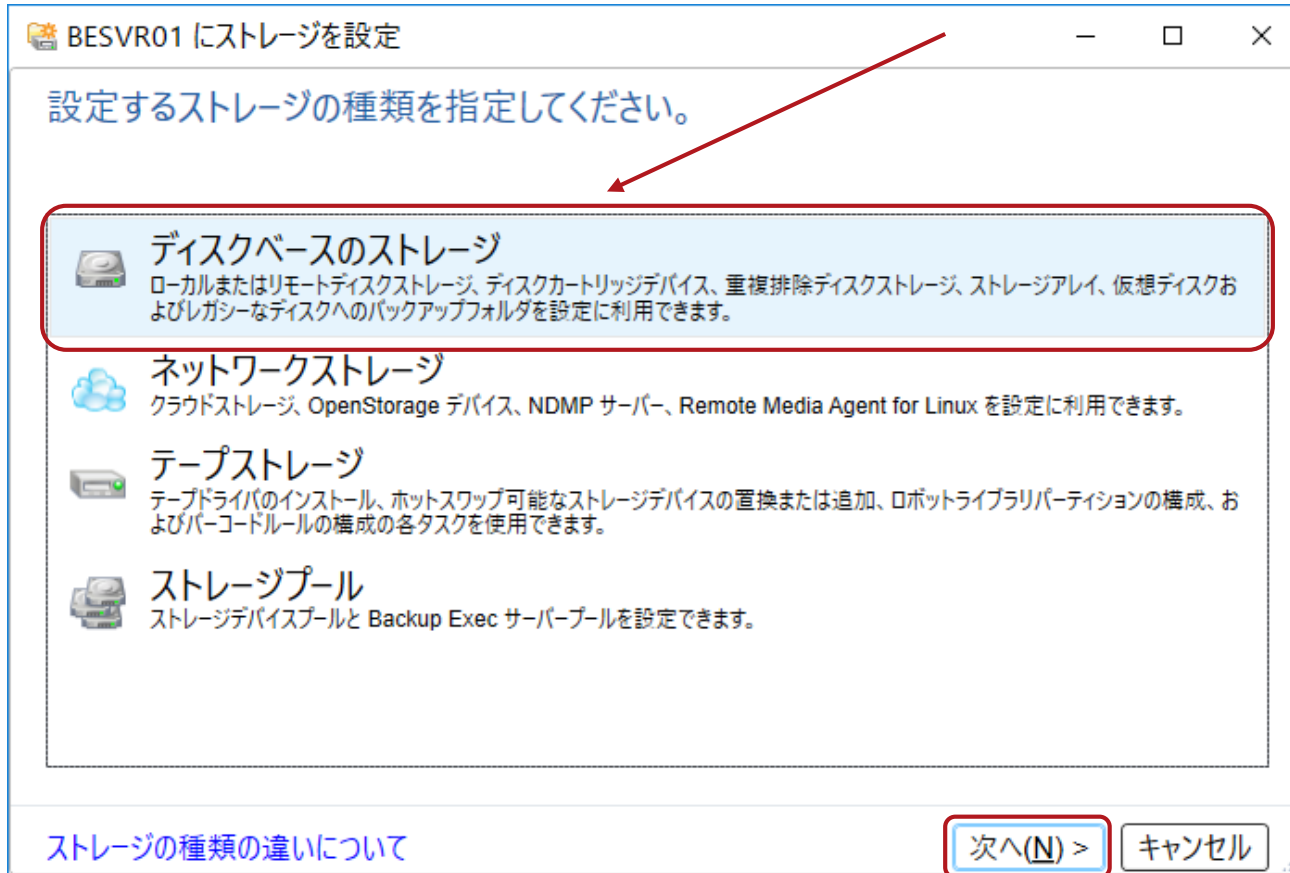 BESVR01 にストレージを設定
設定するストレージの種類を指定してください。
ディスクベースのストレージ
ローカルまたはリモートディスクストレージ、ディスクカートリッジデバイス、重複排除ディスクストレージ、ストレージアレイ、仮想ディスクお
よびレガシーなディスクへのバックアップフォルダを設定に利用できます。
ネットワークストレージ
クラウドストレージ、OpenStorage デバイス、NDMP サーバー、Remote Media Agent for Linux を設定に利用できます。
テープストレージ
テープドライバのインストール、ホットスワップ可能なストレージデバイスの置換または追加、ロボットライブラリパーティションの構成、お
よびバーコードルールの構成の各タスクを使用できます。
ストレージプール
ストレージデバイスプールと Backup Exec サーバープールを設定できます。
ストレージの種類の違いについて
次へ(N) >
キャンセル